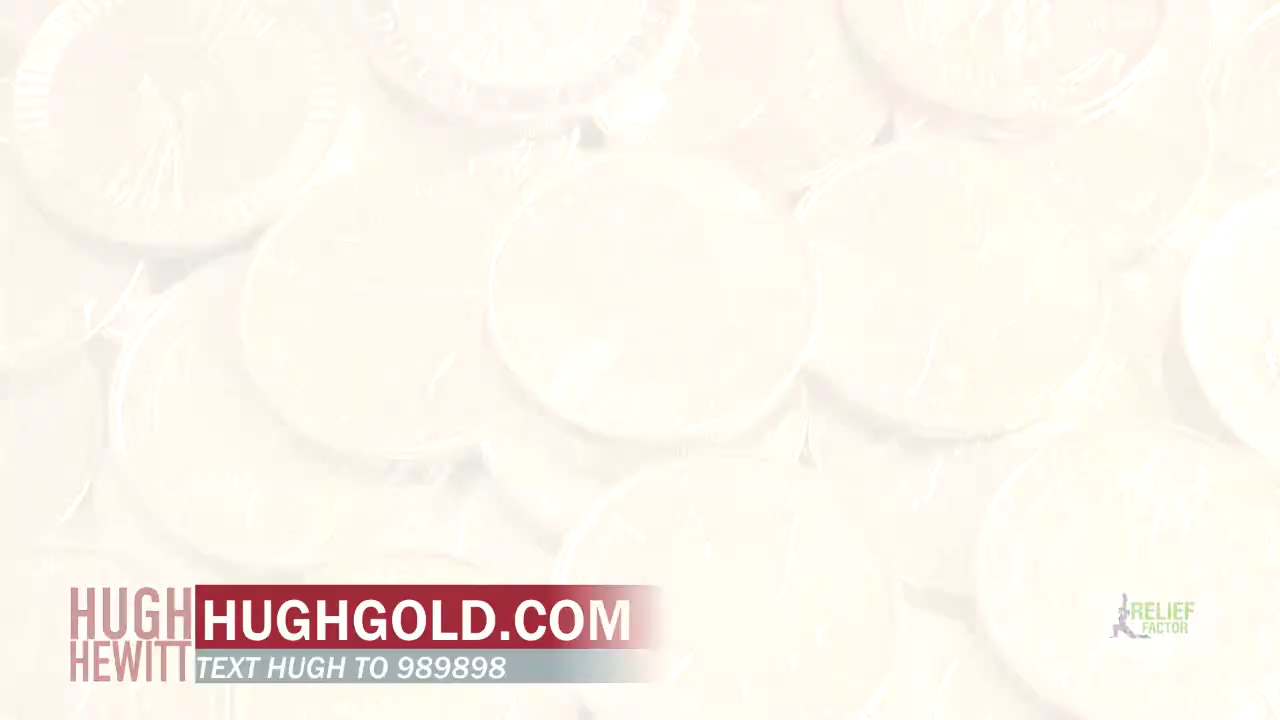 HUGH
HEWITT
HUGHGOLD.COM
TEXT HUGH TO 989898
RELIEF
FACTOR